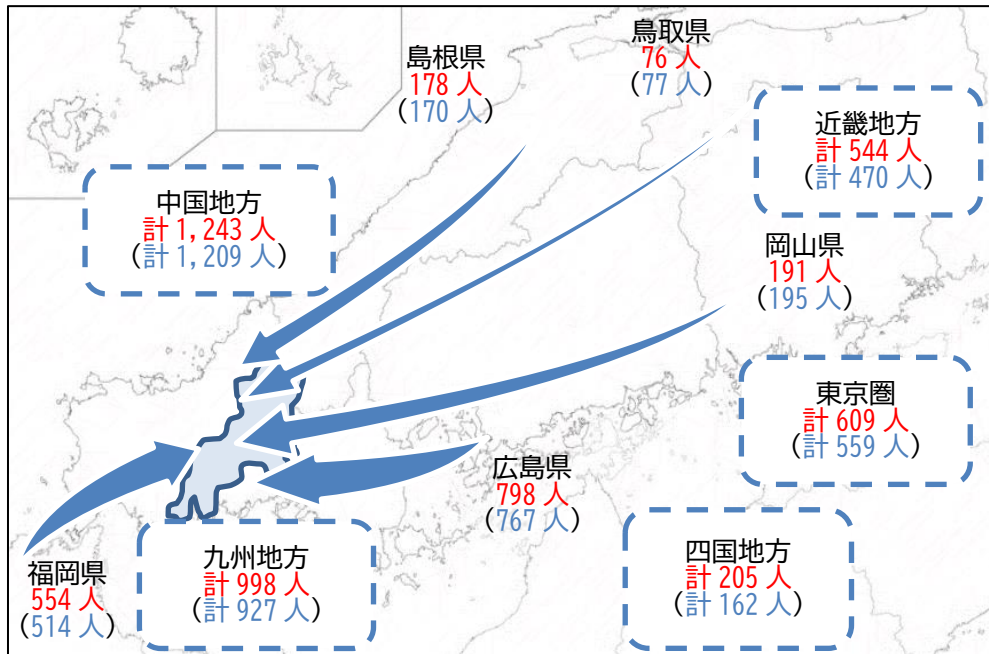 鳥取県
76 人
(77 人)
島根県
178 人
(170 人)
近畿地方
計 544 人
(計 470 人)
中国地方
計 1,243 人
(計 1,209 人)
岡山県
191 人
(195 人)
東京圏
計 609 人
(計 559 人)
広島県
798 人
(767 人)
四国地方
計 205 人
(計 162 人)
九州地方
計 998 人
(計 927 人)
福岡県
554 人
(514 人)